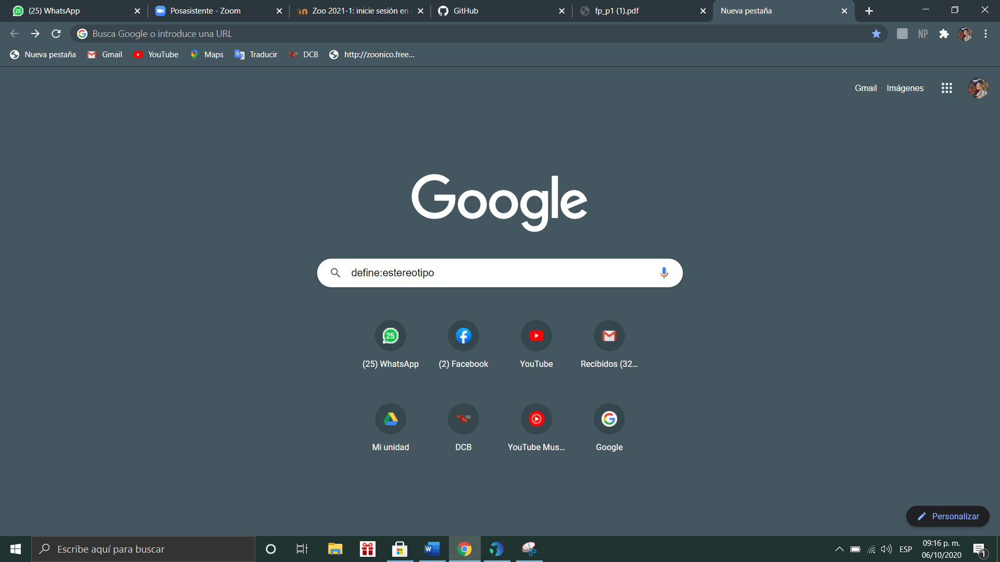 (25) WhatsApp
Posasistente - Zoom
Zoo 2021-1: inicie sesión en
GitHub
fp_p1 (1).pdf
Nueva pestaña
Busca Google o introduce una URL
NP
Nueva pestaña
Gmail
YouTube
Maps
Traducir
DCB
http://zoonico.free...
Gmail
Imágenes
Google
define:estereotipo
25
(25) WhatsApp
(2) Facebook
YouTube
Recibidos (32...
Mi unidad
DCB
YouTube Mus...
Google
Personalizar
Escribe aquí para buscar
ESP
09:16 p. m.
06/10/2020
1